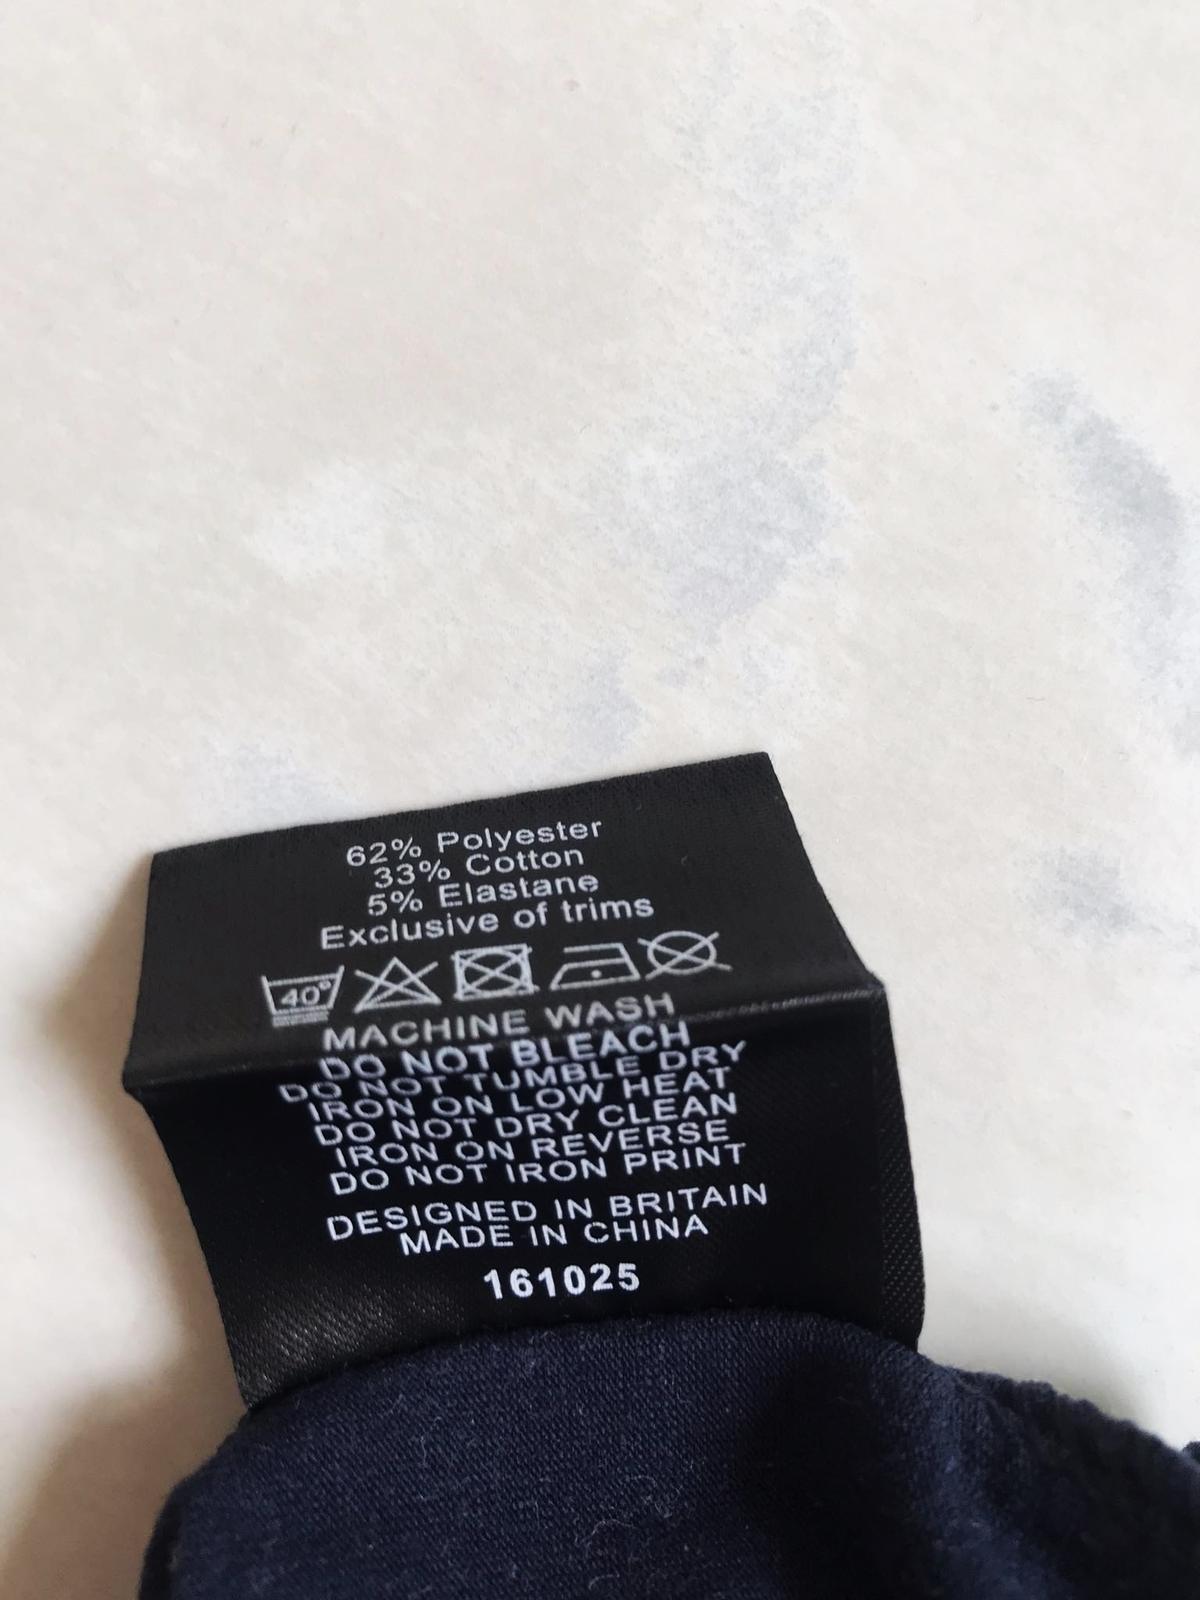 62% Polyester
33% Cotton
5% Elastane
Exclusive of trims
40°
MACHINE WASH
DO NOT BLEACH
DO NOT TUMBLE DRY
IRON ON LOW HEAT
DO NOT DRY CLEAN
IRON ON REVERSE
DO NOT IRON PRINT
DESIGNED IN BRITAIN
MADE IN CHINA
161025